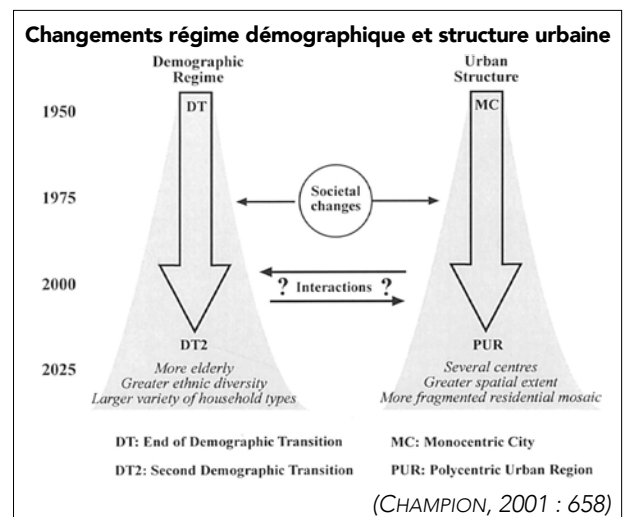 Changements régime démographique et structure urbaine
Demographic
Regime
Urban
Structure
1950
DT
MC
1975
Societal
changes
2000
? Interactions ?
DT2
PUR
2025
More elderly
Greater ethnic diversity
Larger variety of household types
Several centres
Greater spatial extent
More fragmented residential mosaic
DT: End of Demographic Transition
MC: Monocentric City
DT2: Second Demographic Transition
PUR: Polycentric Urban Region
(CHAMPION, 2001 : 658)